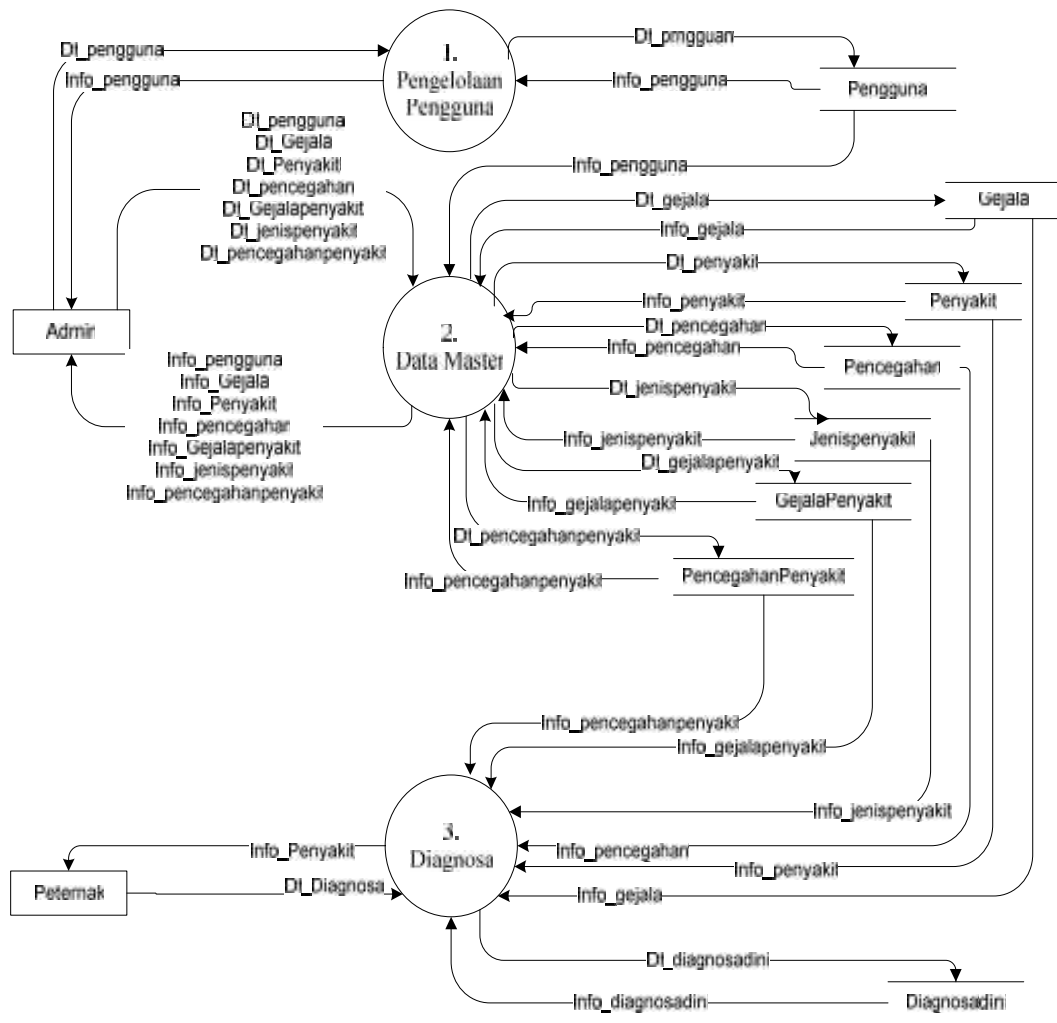 Dt_pengguna
Info_pengguna
1.
Pengelolaan
Pengguna
Dt_pmgguan
Info_pengguna
Pengguna
Dt_pengguna
Dt_Gejala
Dt_Penyakit
Dt_pencegahan
Dt_Gejalapenyakit
Dt_jenispenyakit
Dt_pencegahanpenyakit
Info_pengguna
Dt_gejala
Info_gejala
Gejala
Dt_penyakit
Info_penyakit
Penyakit
Admin
2.
Data Master
Dt_pencegahan
Info_pencegahan
Pencegahan
Info_pengguna
Info_Gejala
Info_Penyakit
Info_pencegahan
Info_Gejalapenyakit
Info_jenispenyakit
Info_pencegahanpenyakit
Dt_jenispenyakit
Info_jenispenyakit
Jenispenyakit
Dt_gejalapenyakit
Info_gejalapenyakit
GejalaPenyakit
Dt_pencegahanpenyakit
Info_pencegahanpenyakit
PencegahanPenyakit
Info_pencegahanpenyakit
Info_gejalapenyakit
Info_jenispenyakit
3.
Diagnosa
Info_pencegahan
Info_penyakit
Info_gejala
Info_Penyakit
Peternak
Dt_Diagnosa
Dt_diagnosadini
Info_diagnosadin
Diagnosadini